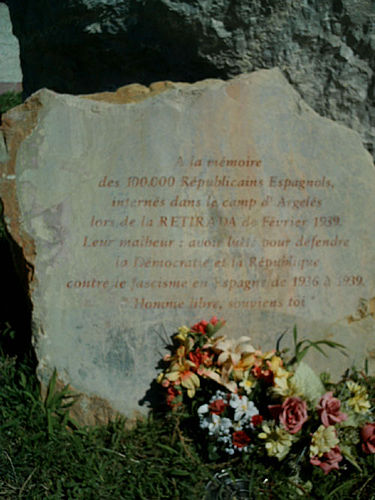 A la mémoire
des 100.000 Républicains Espagnols,
internés dans le camp d'Argelès
lors de la RETIRADA de Février 1939.
Leur malheur : avoir lutté pour défendre
la Démocratie et la République
contre le fascisme en Espagne de 1936 à 1939.
"Homme libre, souviens toi"